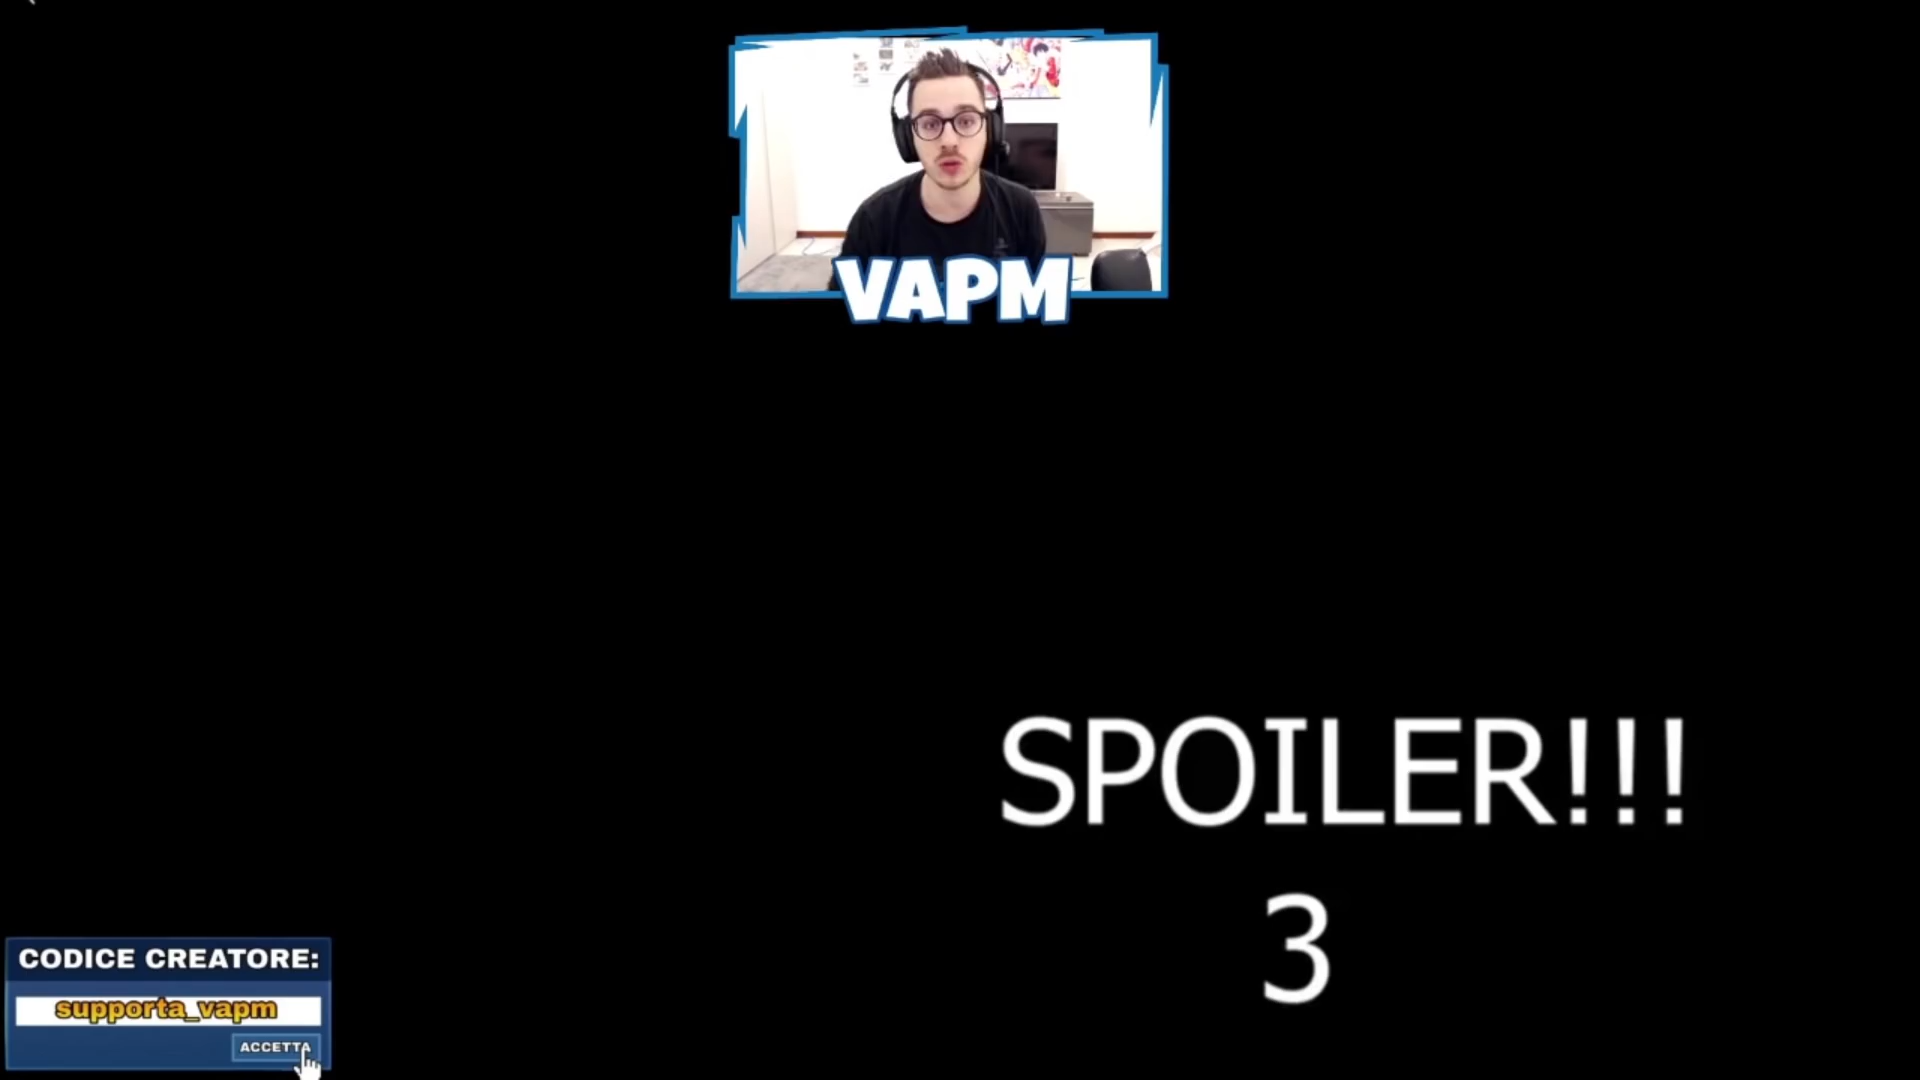 VAPM
SPOILER!!!
3
CODICE CREATORE:
supporta_vapm
ACCETTA